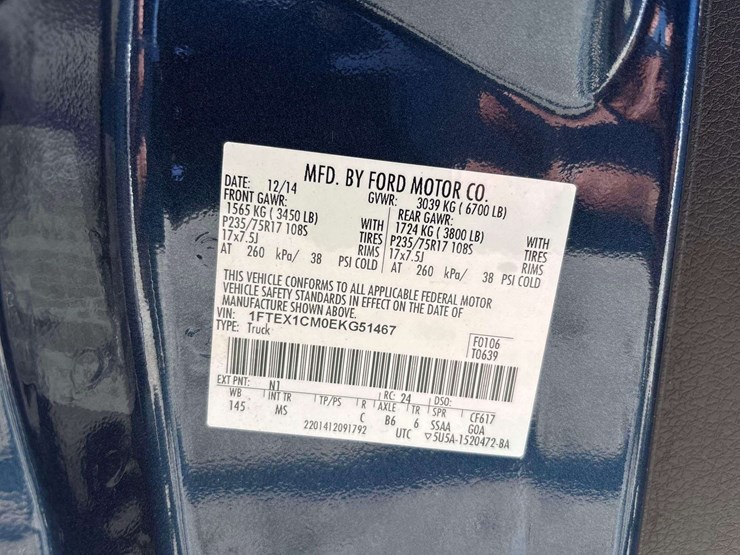 MFD. BY FORD MOTOR CO.
DATE: 12/14 GVWR: 3039 KG ( 6700 LB)
FRONT GAWR: REAR GAWR:
1565 KG ( 3450 LB) WITH 1724 KG ( 3800 LB) WITH
P235/75R17 108S TIRES P235/75R17 108S TIRES
17x7.5J RIMS 17x7.5J RIMS
AT 260 kPa/ 38 PSI COLD AT 260 kPa/ 38 PSI COLD
THIS VEHICLE CONFORMS TO ALL APPLICABLE FEDERAL MOTOR
VEHICLE SAFETY STANDARDS IN EFFECT ON THE DATE OF
MANUFACTURE SHOWN ABOVE.
VIN: 1FTEX1CM0EKG51467 F0106
TYPE: Truck T0639
EXT PNT: N1 RC: 24 DSO:
WB INT TR TP/PS R AXLE TR SPR CF617
145 MS C B6 6 SSAA GOA
2201412091792 UTC ▽5U5A-1520472-BA